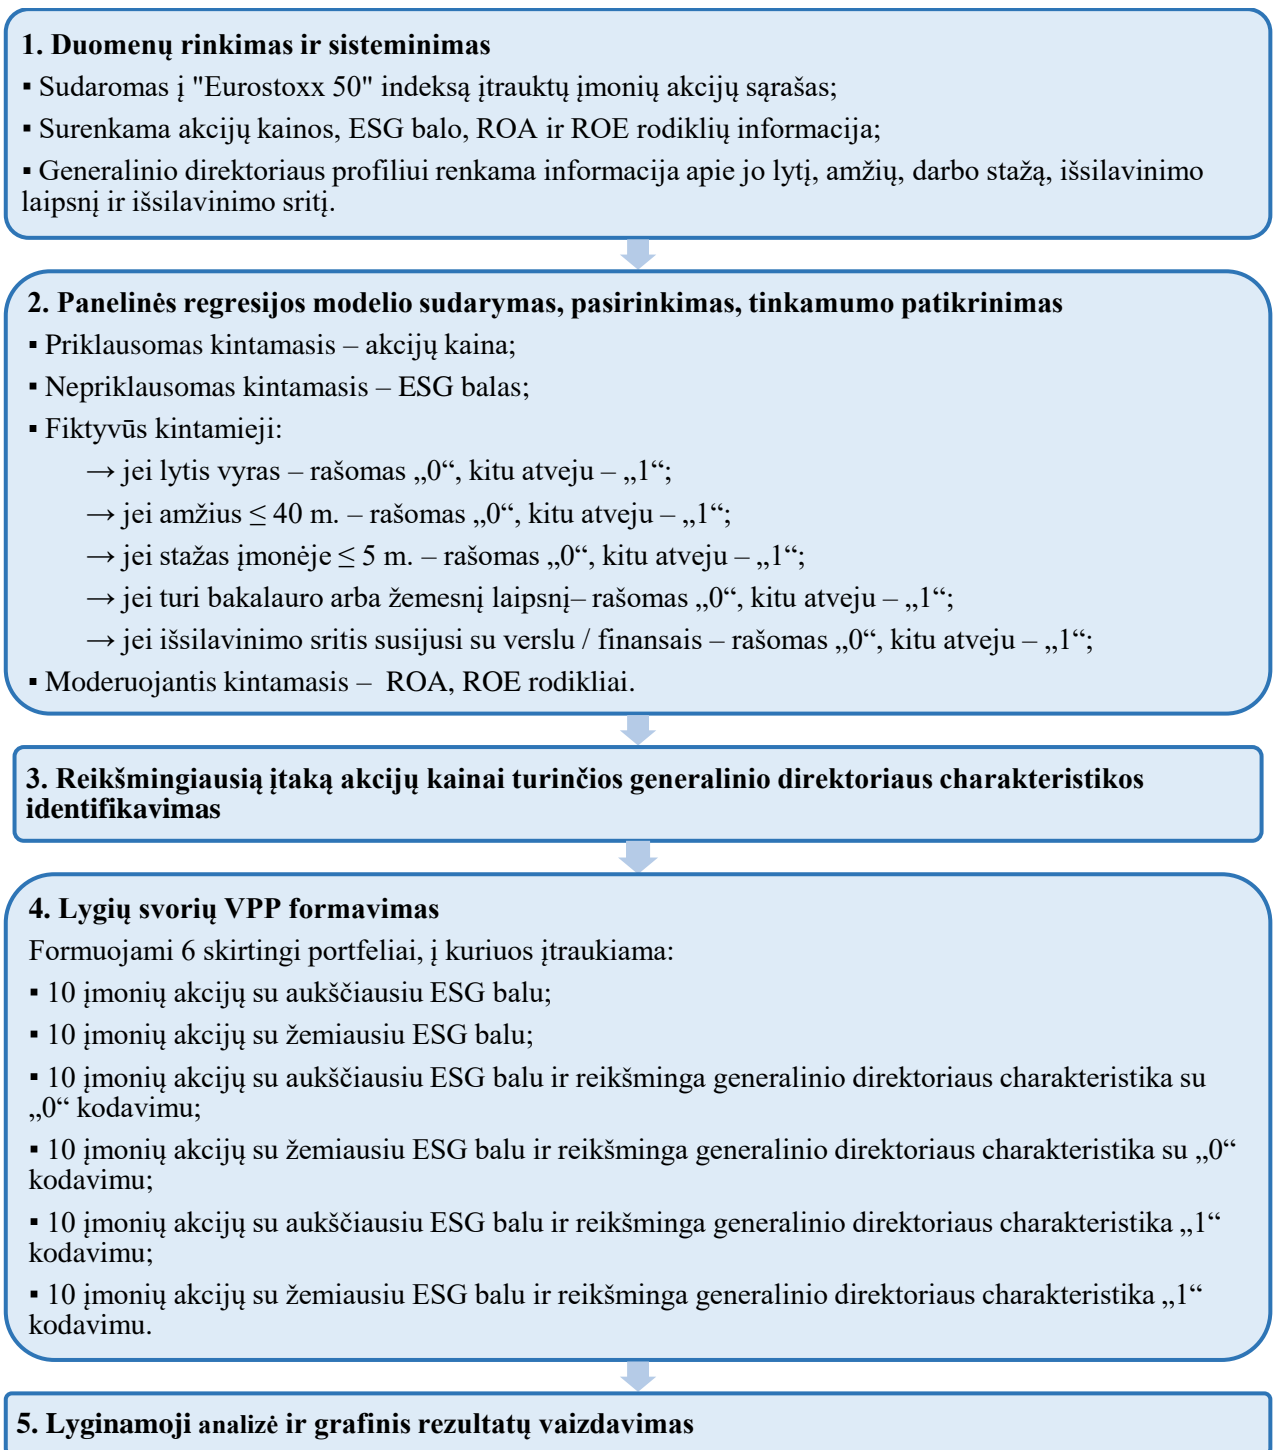 1. Duomenų rinkimas ir sisteminimas
▪ Sudaromas į "Eurostoxx 50" indeksą įtrauktų įmonių akcijų sąrašas;
▪ Surenkama akcijų kainos, ESG balo, ROA ir ROE rodiklių informacija;
▪ Generalinio direktoriaus profiliui renkama informacija apie jo lytį, amžių, darbo stažą, išsilavinimo
laipsnį ir išsilavinimo sritį.
2. Panelinės regresijos modelio sudarymas, pasirinkimas, tinkamumo patikrinimas
▪ Priklausomas kintamasis – akcijų kaina;
▪ Nepriklausomas kintamasis – ESG balas;
▪ Fiktyvūs kintamieji:
→ jei lytis vyras – rašomas „0“, kitu atveju – „1“;
→ jei amžius ≤ 40 m. – rašomas „0“, kitu atveju – „1“;
→ jei stažas įmonėje ≤ 5 m. – rašomas „0“, kitu atveju – „1“;
→ jei turi bakalauro arba žemesnį laipsnį– rašomas „0“, kitu atveju – „1“;
→ jei išsilavinimo sritis susijusi su verslu / finansais – rašomas „0“, kitu atveju – „1“;
▪ Moderuojantis kintamasis – ROA, ROE rodikliai.
3. Reikšmingiausią įtaką akcijų kainai turinčios generalinio direktoriaus charakteristikos
identifikavimas
4. Lygių svorių VPP formavimas
Formuojami 6 skirtingi portfeliai, į kuriuos įtraukiama:
▪ 10 įmonių akcijų su aukščiausiu ESG balu;
▪ 10 įmonių akcijų su žemiausiu ESG balu;
▪ 10 įmonių akcijų su aukščiausiu ESG balu ir reikšminga generalinio direktoriaus charakteristika su
„0“ kodavimu;
▪ 10 įmonių akcijų su žemiausiu ESG balu ir reikšminga generalinio direktoriaus charakteristika su „0“
kodavimu;
▪ 10 įmonių akcijų su aukščiausiu ESG balu ir reikšminga generalinio direktoriaus charakteristika „1“
kodavimu;
▪ 10 įmonių akcijų su žemiausiu ESG balu ir reikšminga generalinio direktoriaus charakteristika „1“
kodavimu.
5. Lyginamoji analizė ir grafinis rezultatų vaizdavimas